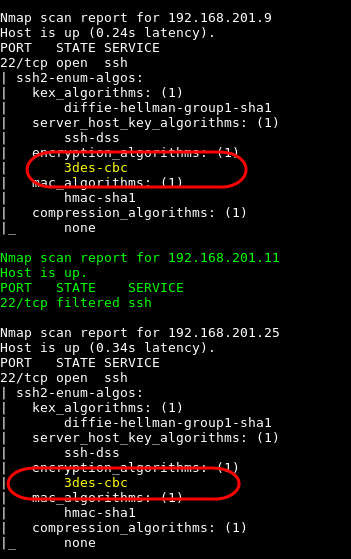 Nmap scan report for 192.168.201.9
Host is up (0.24s latency).
PORT   STATE SERVICE
22/tcp open  ssh
| ssh2-enum-algos:
|   kex_algorithms: (1)
|       diffie-hellman-group1-sha1
|   server_host_key_algorithms: (1)
|       ssh-dss
|   encryption_algorithms: (1)
|       3des-cbc
|   mac_algorithms: (1)
|       hmac-sha1
|   compression_algorithms: (1)
|_      none
Nmap scan report for 192.168.201.11
Host is up.
PORT   STATE    SERVICE
22/tcp filtered ssh
Nmap scan report for 192.168.201.25
Host is up (0.34s latency).
PORT   STATE SERVICE
22/tcp open  ssh
| ssh2-enum-algos:
|   kex_algorithms: (1)
|       diffie-hellman-group1-sha1
|   server_host_key_algorithms: (1)
|       ssh-dss
|   encryption_algorithms: (1)
|       3des-cbc
|   mac_algorithms: (1)
|       hmac-sha1
|   compression_algorithms: (1)
|_      none